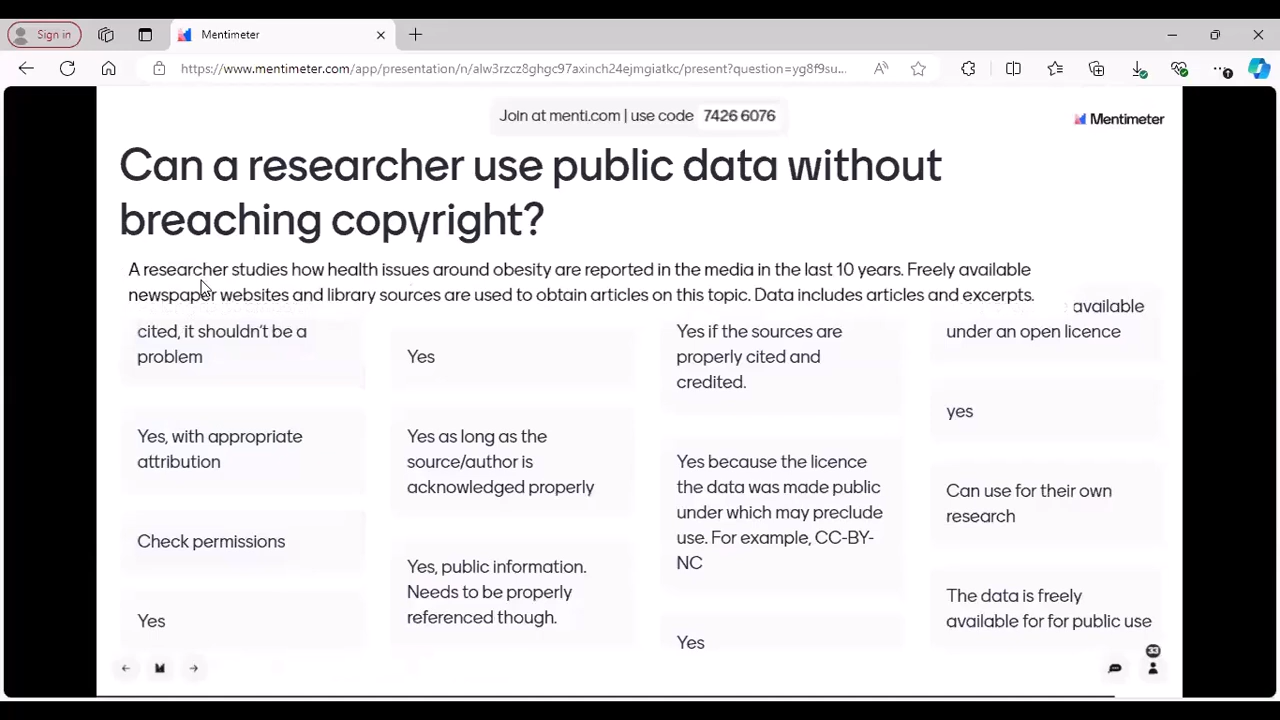 Sign in
Mentimeter
https://www.mentimeter.com/app/presentation/n/alw3rzcz8ghgc97axinch24ejmgiatkc/present?question=yg8f9su...
Join at menti.com | use code 7426 6076
Mentimeter
Can a researcher use public data without
breaching copyright?
A researcher studies how health issues around obesity are reported in the media in the last 10 years. Freely available
newspaper websites and library sources are used to obtain articles on this topic. Data includes articles and excerpts.
cited, it shouldn't be a
problem
Yes, with appropriate
attribution
Check permissions
Yes
Yes
Yes as long as the
source/author is
acknowledged properly
Yes, public information.
Needs to be properly
referenced though.
Yes if the sources are
properly cited and
credited.
Yes because the licence
the data was made public
under which may preclude
use. For example, CC-BY-
NC
Yes
available
under an open licence
yes
Can use for their own
research
The data is freely
available for for public use
33